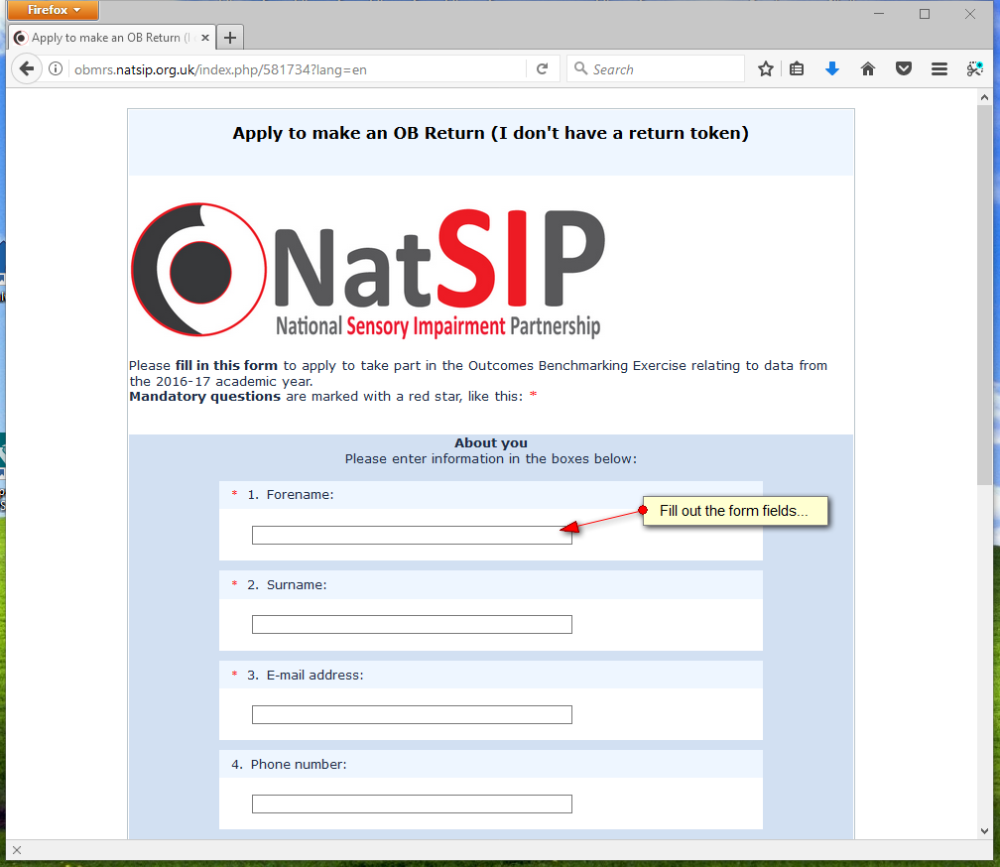 Firefox
Apply to make an OB Return (I
obmrs.natsip.org.uk/index.php/581734?lang=en
Search
Apply to make an OB Return (I don't have a return token)
NatSIP
National Sensory Impairment Partnership
Please fill in this form to apply to take part in the Outcomes Benchmarking Exercise relating to data from
the 2016-17 academic year.
Mandatory questions are marked with a red star, like this: *
About you
Please enter information in the boxes below:
* 1. Forename:
Fill out the form fields...
* 2. Surname:
* 3. E-mail address:
4. Phone number: